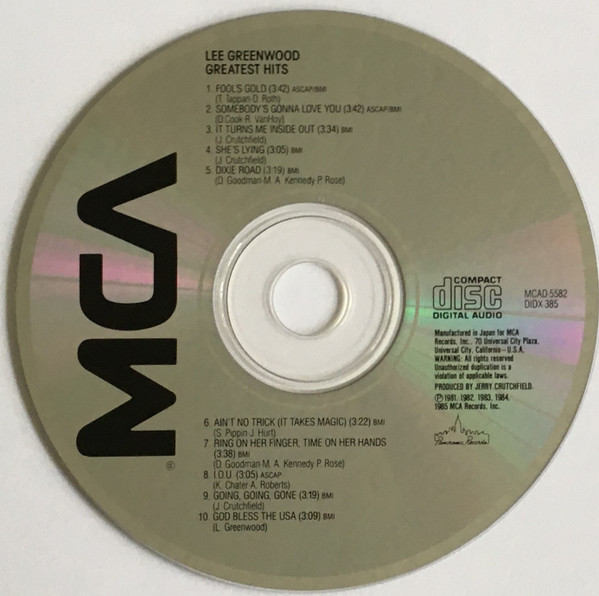 LEE GREENWOOD
GREATEST HITS
1. FOOL'S GOLD (3:42) ASCAP/BMI
(T. Tappan-D. Roth)
2. SOMEBODY'S GONNA LOVE YOU (3:42) ASCAP/BMI
(D.Cook-R. VanHoy)
3. IT TURNS ME INSIDE OUT (3:34) BMI
(J. Crutchfield)
4. SHE'S LYING (3:05) BMI
(J. Crutchfield)
5. DIXIE ROAD (3:19) BMI
(D. Goodman-M. A. Kennedy-P. Rose)
MCA
®
COMPACT
disc
DIGITAL AUDIO
MCAD-5582
DIDX 385
Manufactured in Japan for MCA
Records, Inc., 70 Universal City Plaza,
Universal City, California—U.S.A.
WARNING: All rights reserved
Unauthorized duplication is a
violation of applicable laws.
PRODUCED BY JERRY CRUTCHFIELD.
℗ 1981, 1982, 1983, 1984,
1985 MCA Records, Inc.
Panorama Records
6. AIN'T NO TRICK (IT TAKES MAGIC) (3:22) BMI
(S. Pippin-J. Hurt)
7. RING ON HER FINGER, TIME ON HER HANDS
(3:38) BMI
(D. Goodman-M. A. Kennedy-P. Rose)
8. I.O.U. (3:05) ASCAP
(K. Chater-A. Roberts)
9. GOING, GOING, GONE (3:19) BMI
(J. Crutchfield)
10. GOD BLESS THE USA (3:09) BMI
(L. Greenwood)